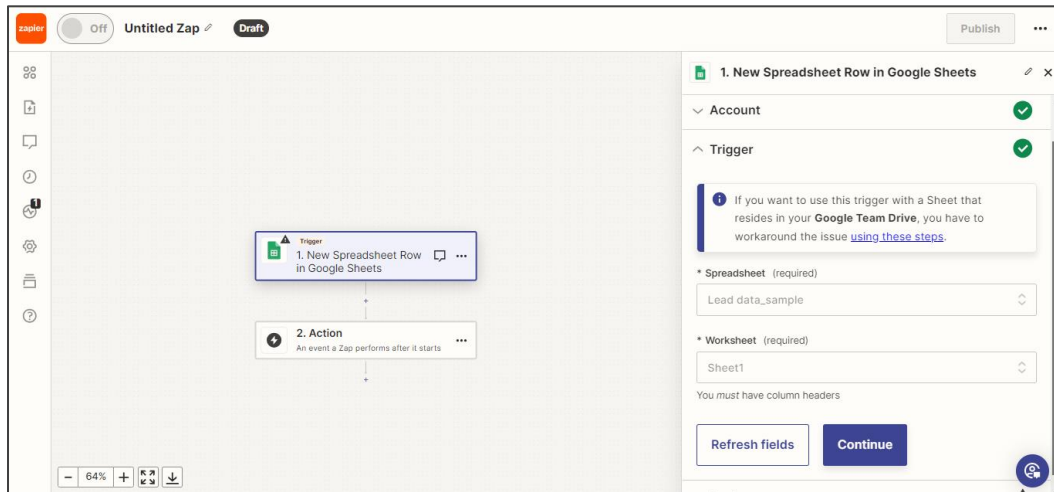 zapier
Off
Untitled Zap
Draft
Publish
1
1. New Spreadsheet Row in Google Sheets
Account
Trigger
If you want to use this trigger with a Sheet that
resides in your Google Team Drive, you have to
workaround the issue using these steps.
* Spreadsheet (required)
Lead data_sample
* Worksheet (required)
Sheet1
You must have column headers
Refresh fields
Continue
Trigger
1. New Spreadsheet Row
in Google Sheets
2. Action
An event a Zap performs after it starts
64%